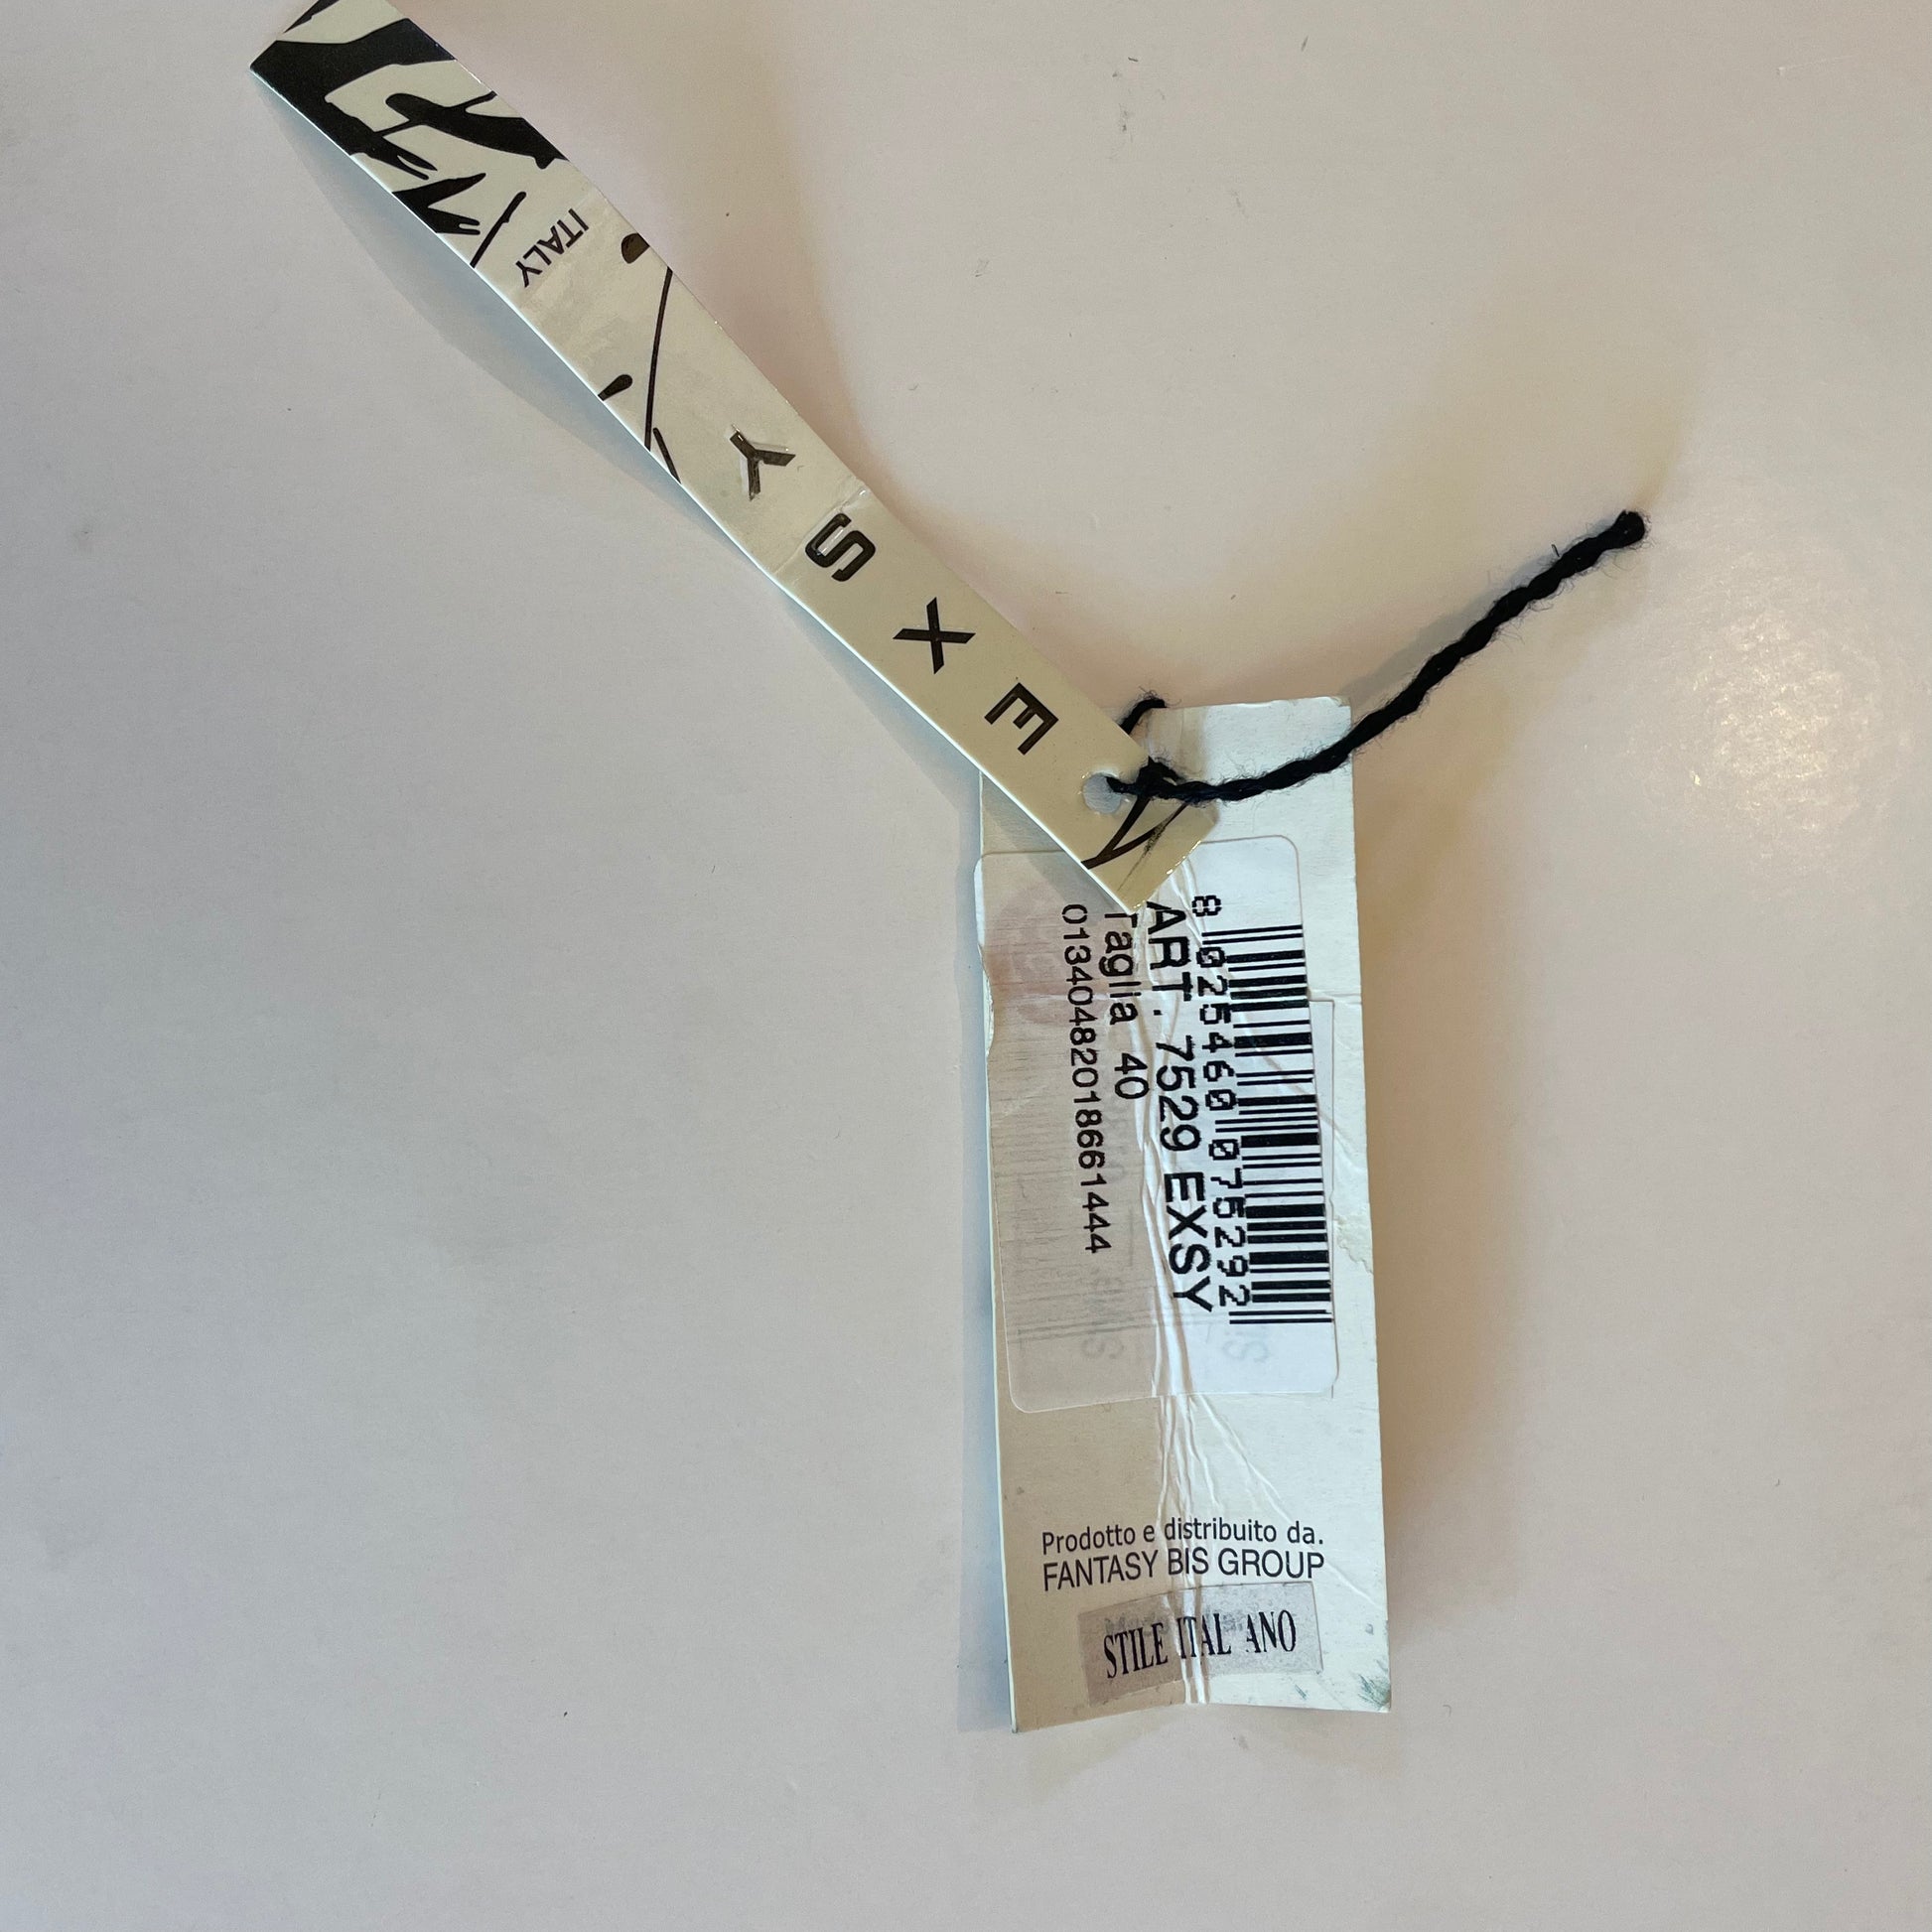 EXSY
ITALY
8 025460 075292
ART. 7529 EXSY
Taglia 40
01340482018661444
Prodotto e distribuito da.
FANTASY BIS GROUP
STILE ITAL ANO